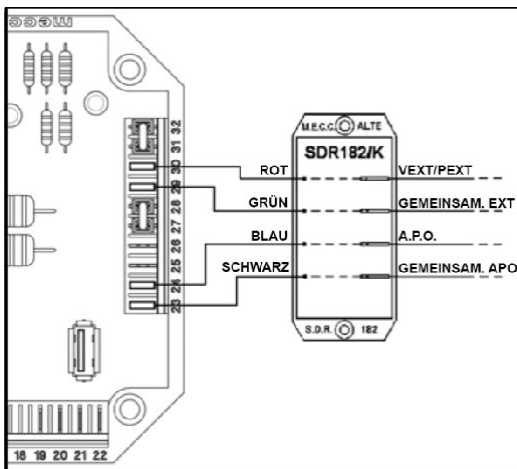 mecc
32
31
30
29
28
27
26
25
24
23
18 19 20 21 22
ROT
GRÜN
BLAU
SCHWARZ
M.E.C.C. ALTE
SDR182/K
S.D.R. 182
VEXT/PEXT
GEMEINSAM. EXT
A.P.O.
GEMEINSAM. APO